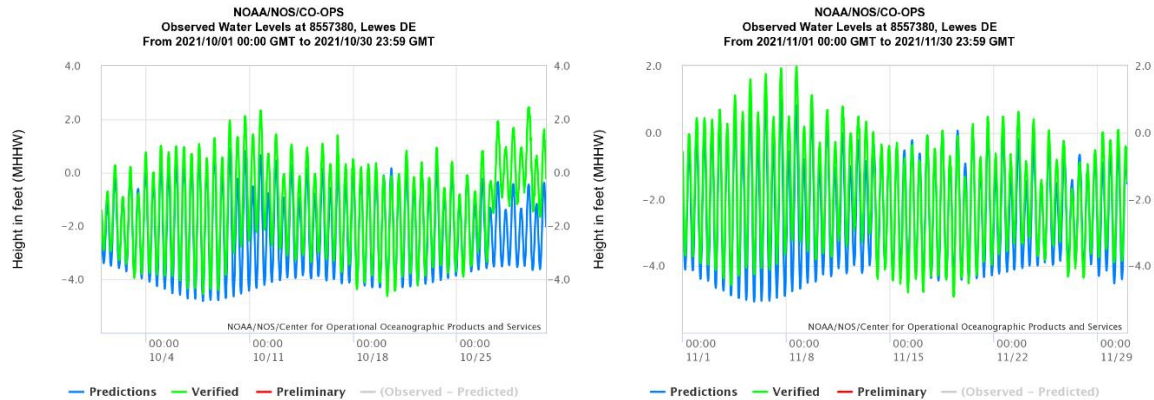 NOAA/NOS/CO-OPS
Observed Water Levels at 8557380, Lewes DE
From 2021/10/01 00:00 GMT to 2021/10/30 23:59 GMT
4.0
4.0
2.0
2.0
0.0
0.0
−2.0
−2.0
−4.0
−4.0
Height in feet (MHHW)
NOAA/NOS/Center for Operational Oceanographic Products and Services
00:00 00:00 00:00 00:00
10/4 10/11 10/18 10/25
Predictions Verified Preliminary (Observed − Predicted)
NOAA/NOS/CO-OPS
Observed Water Levels at 8557380, Lewes DE
From 2021/11/01 00:00 GMT to 2021/11/30 23:59 GMT
2.0
2.0
0.0
0.0
−2.0
−2.0
−4.0
−4.0
Height in feet (MHHW)
NOAA/NOS/Center for Operational Oceanographic Products and Services
00:00 00:00 00:00 00:00 00:00
11/1 11/8 11/15 11/22 11/29
Predictions Verified Preliminary (Observed − Predicted)